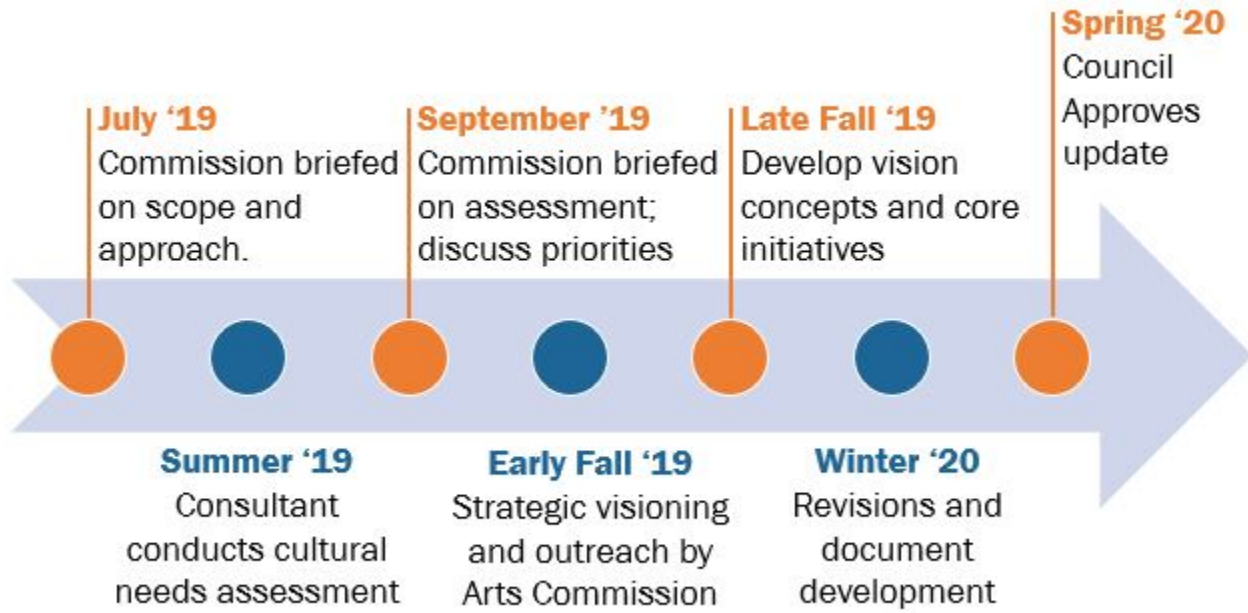 July ‘19
Commission briefed
on scope and
approach.
Summer ‘19
Consultant
conducts cultural
needs assessment
September ’19
Commission briefed
on assessment;
discuss priorities
Early Fall ‘19
Strategic visioning
and outreach by
Arts Commission
Late Fall ‘19
Develop vision
concepts and core
initiatives
Winter ‘20
Revisions and
document
development
Spring ‘20
Council
Approves
update